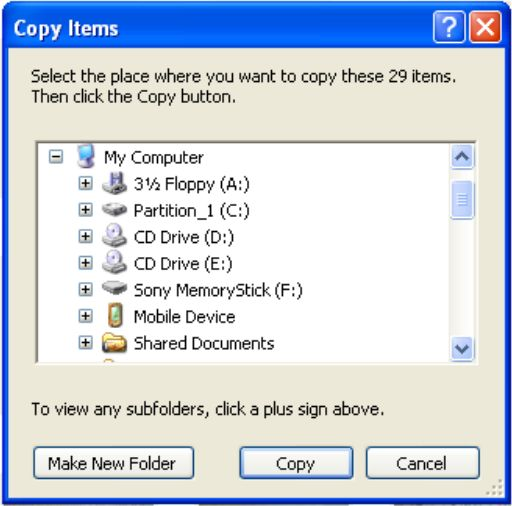 Copy Items
Select the place where you want to copy these 29 items.
Then click the Copy button.
My Computer
3½ Floppy (A:)
Partition_1 (C:)
CD Drive (D:)
CD Drive (E:)
Sony MemoryStick (F:)
Mobile Device
Shared Documents
To view any subfolders, click a plus sign above.
Make New Folder Copy Cancel